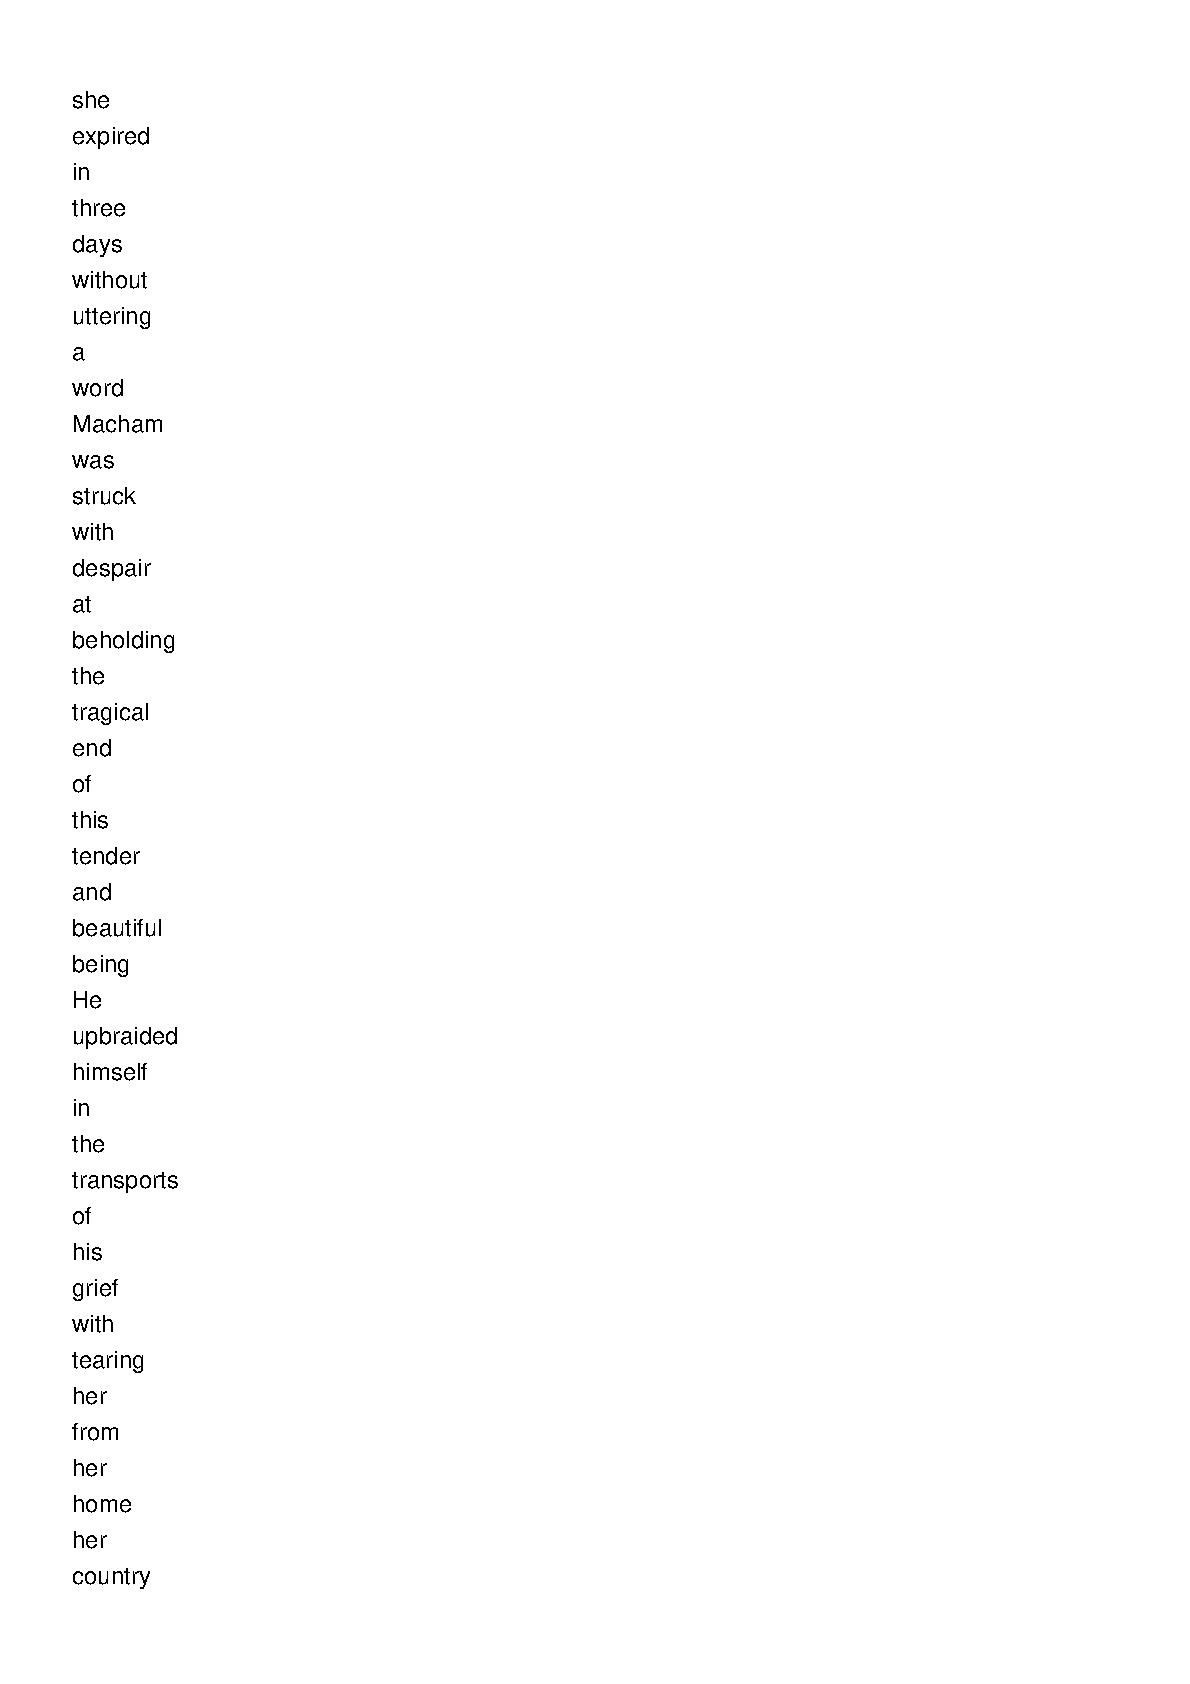 she
expired
in
three
days
without
uttering
a
word
Macham
was
struck
with
despair
at
beholding
the
tragical
end
of
this
tender
and
beautiful
being
He
upbraided
himself
in
the
transports
of
his
grief
with
tearing
her
from
her
home
her
country